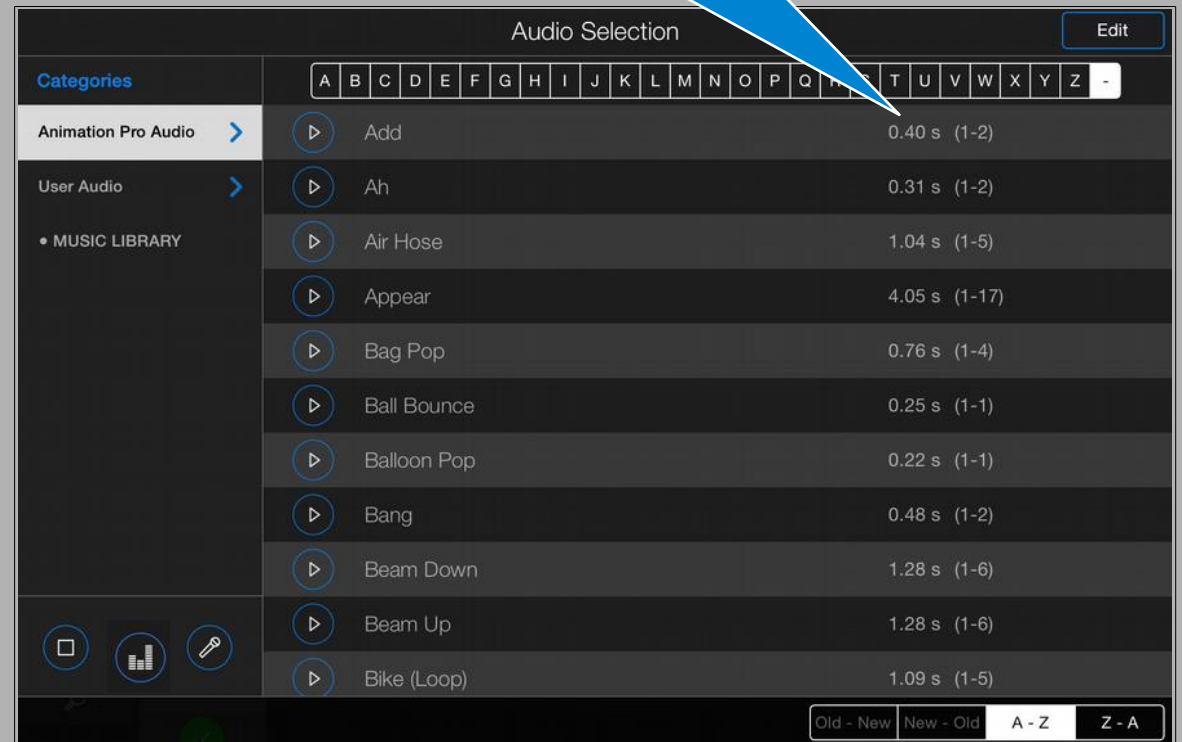 Audio Selection
Edit
Categories
A B C D E F G H I J K L M N O P Q R S T U V W X Y Z -
Animation Pro Audio
Add 0.40 s (1-2)
User Audio
Ah 0.31 s (1-2)
• MUSIC LIBRARY
Air Hose 1.04 s (1-5)
Appear 4.05 s (1-17)
Bag Pop 0.76 s (1-4)
Ball Bounce 0.25 s (1-1)
Balloon Pop 0.22 s (1-1)
Bang 0.48 s (1-2)
Beam Down 1.28 s (1-6)
Beam Up 1.28 s (1-6)
Bike (Loop) 1.09 s (1-5)
Old - New New - Old A - Z Z - A